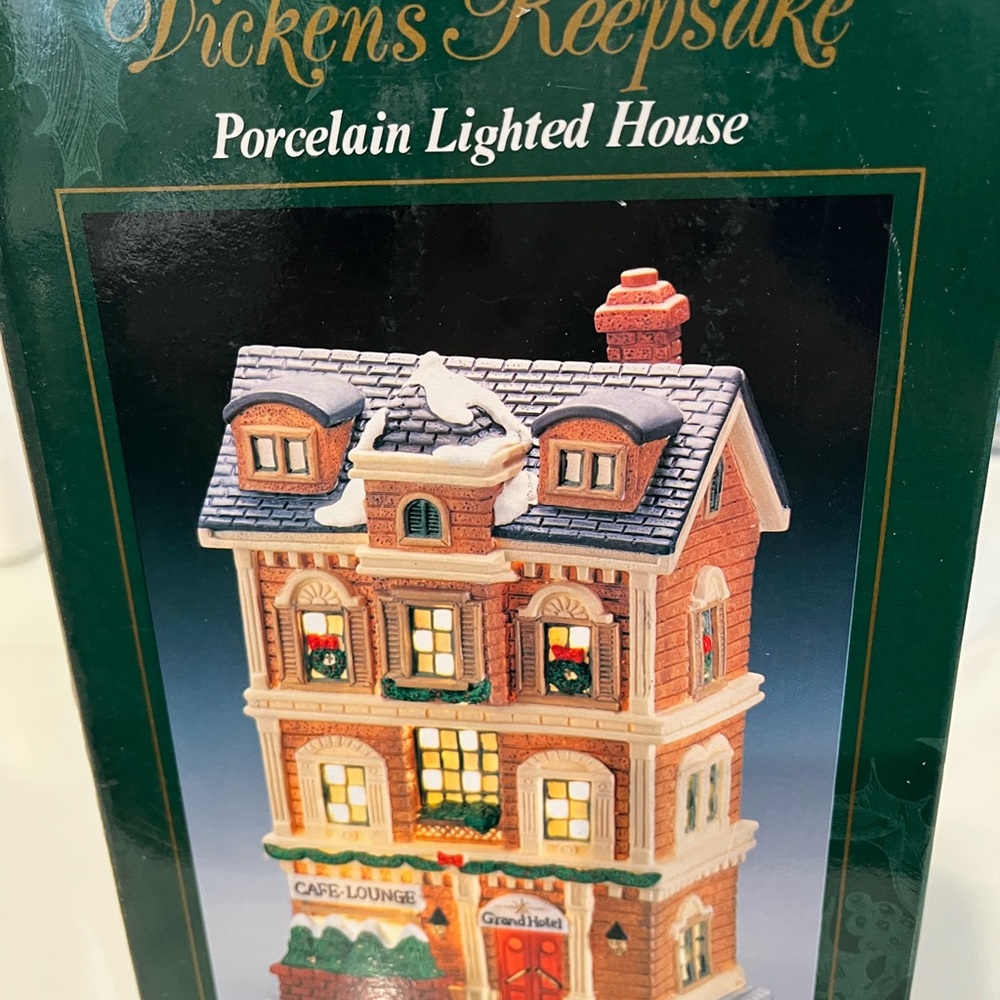 Dickens Keepsake
Porcelain Lighted House
CAFE·LOUNGE
Grand Hotel